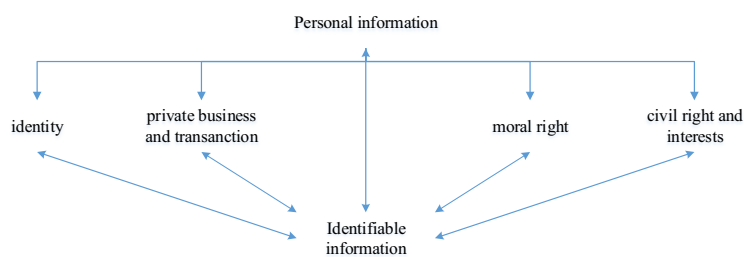 Personal information
identity
private business
and transanction
moral right
civil right and
interests
Identifiable
information